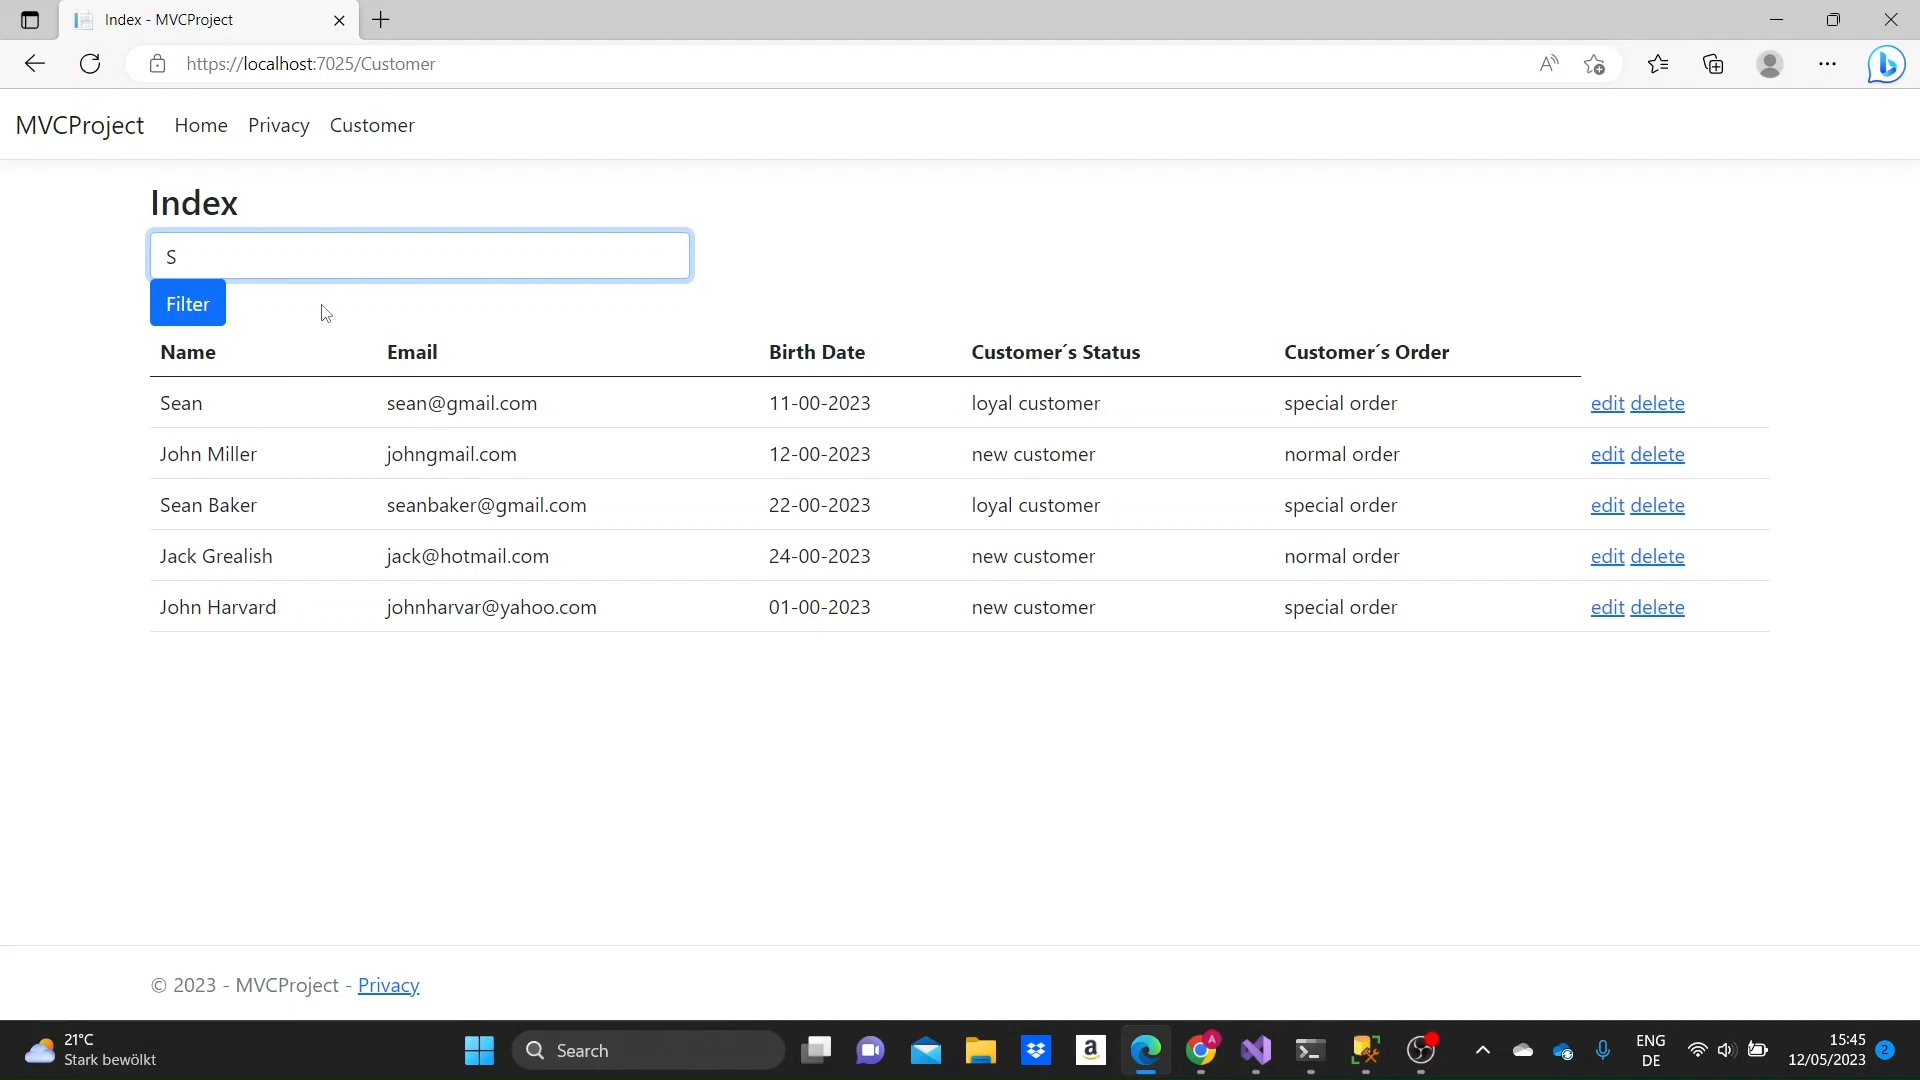 Index - MVCProject
https://localhost:7025/Customer
MVCProject Home Privacy Customer
Index
S
Filter
Name Email Birth Date Customer´s Status Customer´s Order
Sean sean@gmail.com 11-00-2023 loyal customer special order edit delete
John Miller johngmail.com 12-00-2023 new customer normal order edit delete
Sean Baker seanbaker@gmail.com 22-00-2023 loyal customer special order edit delete
Jack Grealish jack@hotmail.com 24-00-2023 new customer normal order edit delete
John Harvard johnharvar@yahoo.com 01-00-2023 new customer special order edit delete
© 2023 - MVCProject - Privacy
21°C
Stark bewölkt
Search
a
A
ENG
DE
15:45
12/05/2023
2